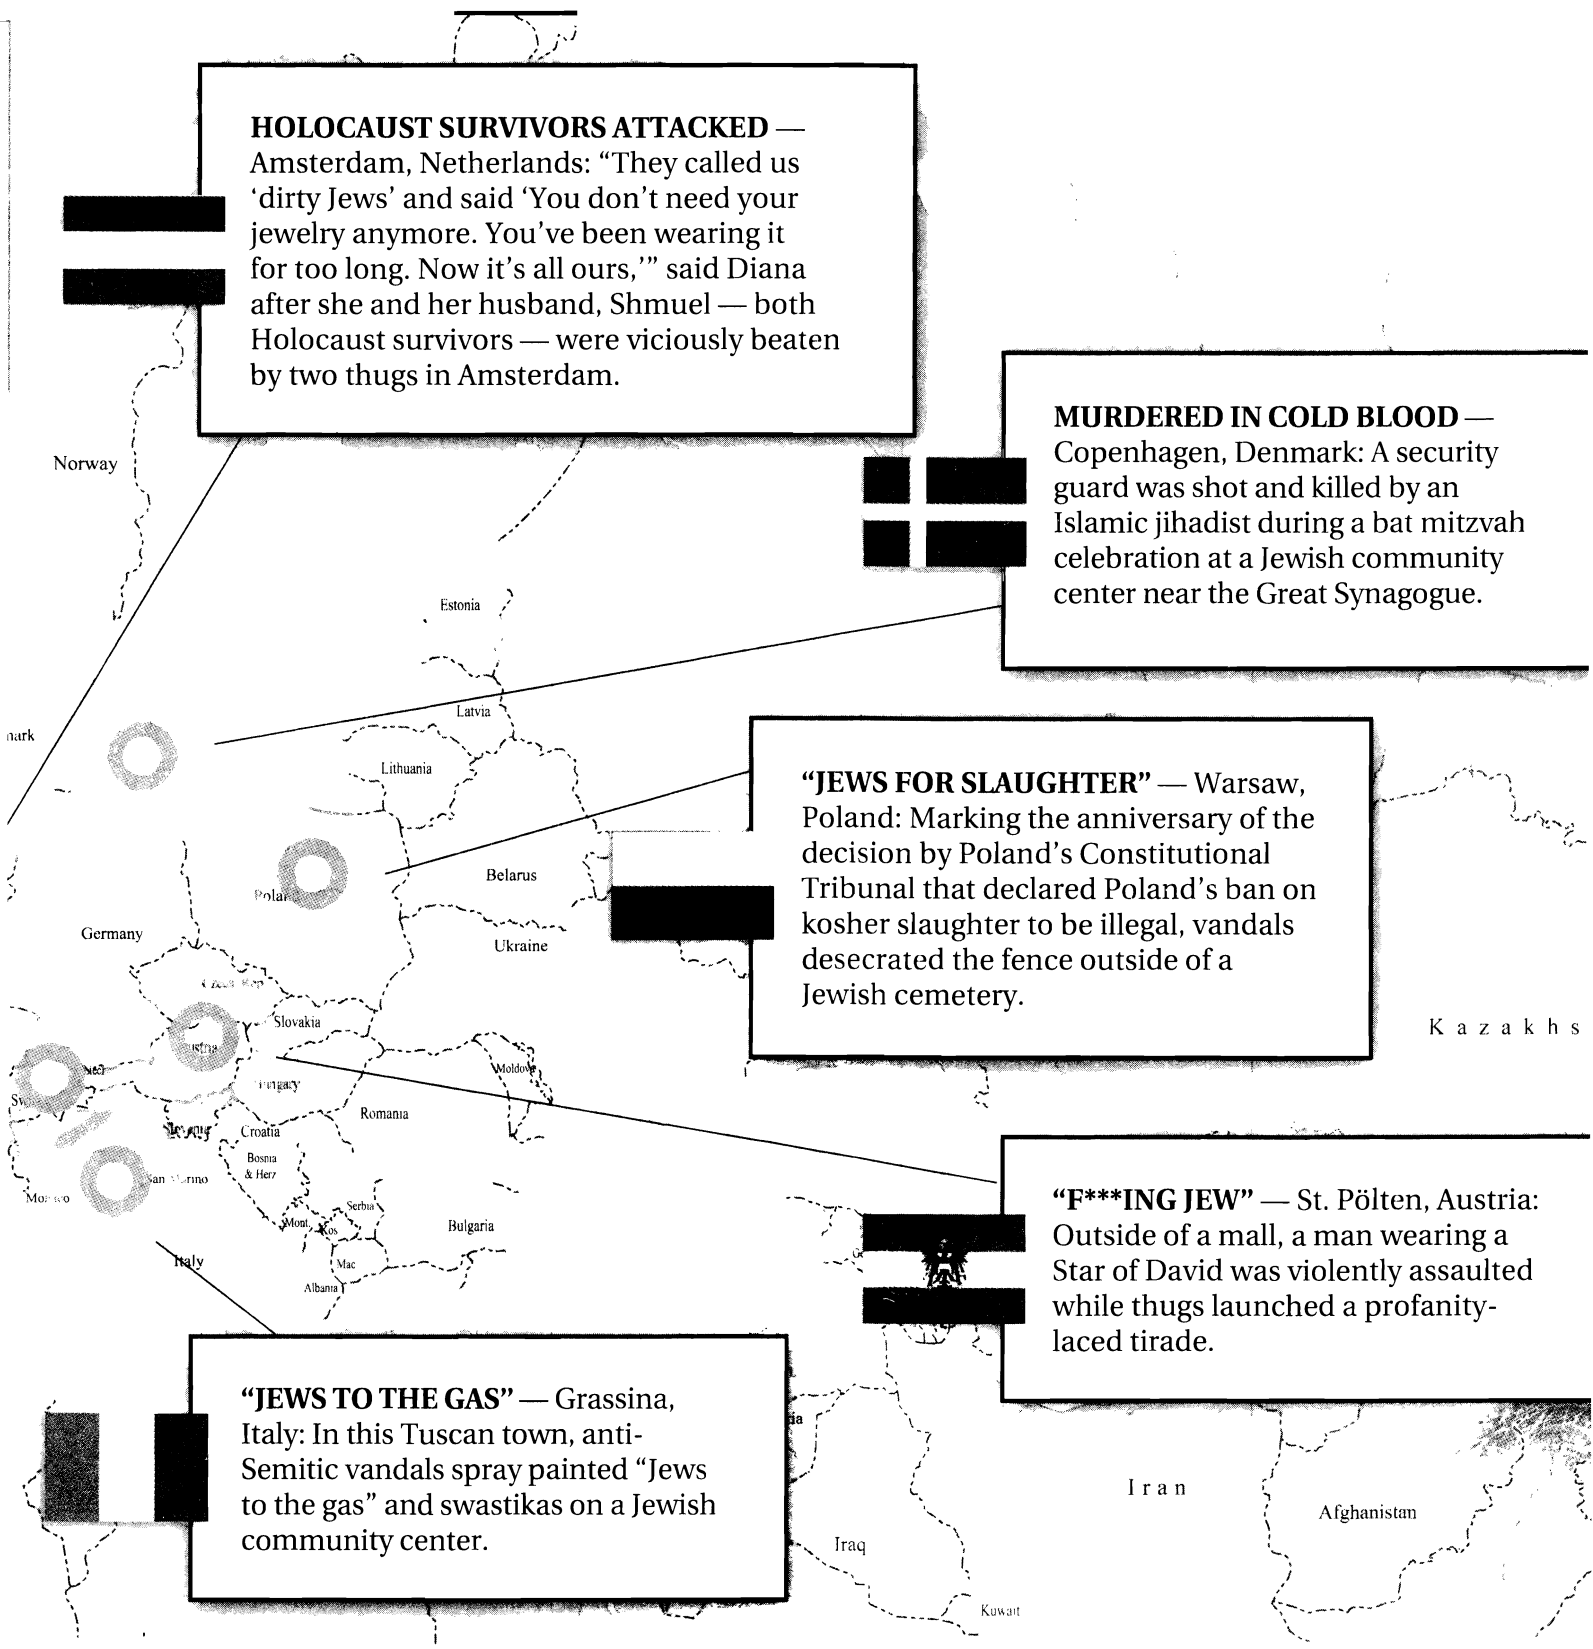 HOLOCAUST SURVIVORS ATTACKED —
Amsterdam, Netherlands: “They called us
‘dirty Jews’ and said ‘You don’t need your
jewelry anymore. You’ve been wearing it
for too long. Now it’s all ours,’” said Diana
after she and her husband, Shmuel — both
Holocaust survivors — were viciously beaten
by two thugs in Amsterdam.
MURDERED IN COLD BLOOD —
Copenhagen, Denmark: A security
guard was shot and killed by an
Islamic jihadist during a bat mitzvah
celebration at a Jewish community
center near the Great Synagogue.
“JEWS FOR SLAUGHTER” — Warsaw,
Poland: Marking the anniversary of the
decision by Poland’s Constitutional
Tribunal that declared Poland’s ban on
kosher slaughter to be illegal, vandals
desecrated the fence outside of a
Jewish cemetery.
“F***ING JEW” — St. Pölten, Austria:
Outside of a mall, a man wearing a
Star of David was violently assaulted
while thugs launched a profanity-
laced tirade.
“JEWS TO THE GAS” — Grassina,
Italy: In this Tuscan town, anti-
Semitic vandals spray painted “Jews
to the gas” and swastikas on a Jewish
community center.
Norway
Estonia
Latvia
Lithuania
Belarus
Germany
Ukraine
Slovakia
Moldova
Romania
Croatia
Bosnia
& Herz
Serbia
Mont
Kos
Bulgaria
Mac
Italy
Albania
Kazakhs
Iran
Afghanistan
Iraq
Kuwait